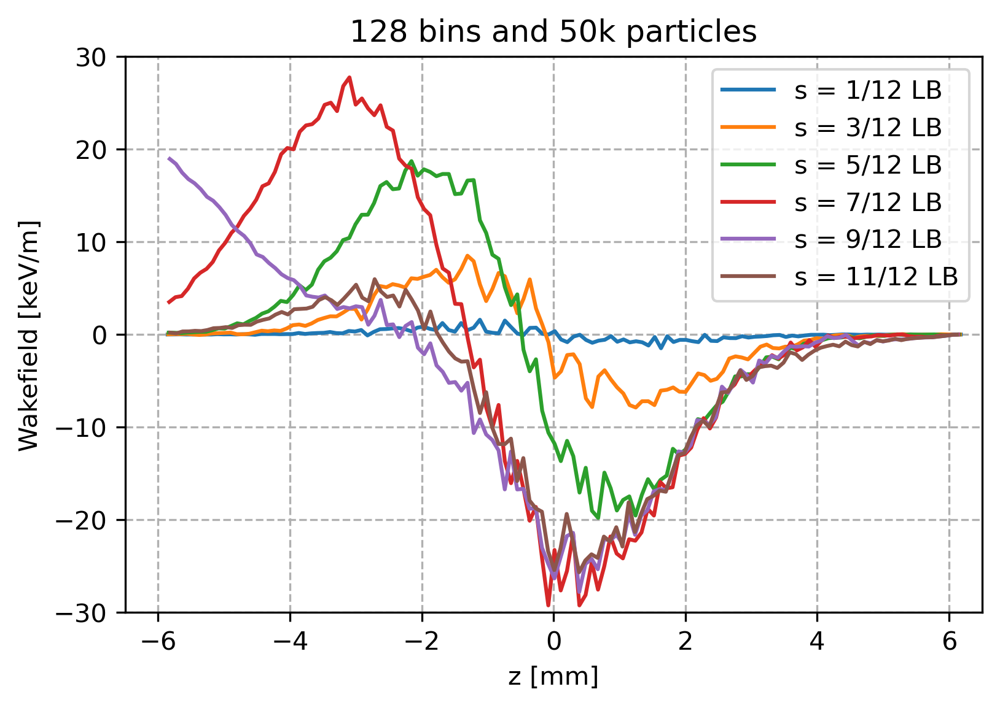 128 bins and 50k particles
30
20
10
0
−10
−20
−30
Wakefield [keV/m]
s = 1/12 LB
s = 3/12 LB
s = 5/12 LB
s = 7/12 LB
s = 9/12 LB
s = 11/12 LB
−6 −4 −2 0 2 4 6
z [mm]